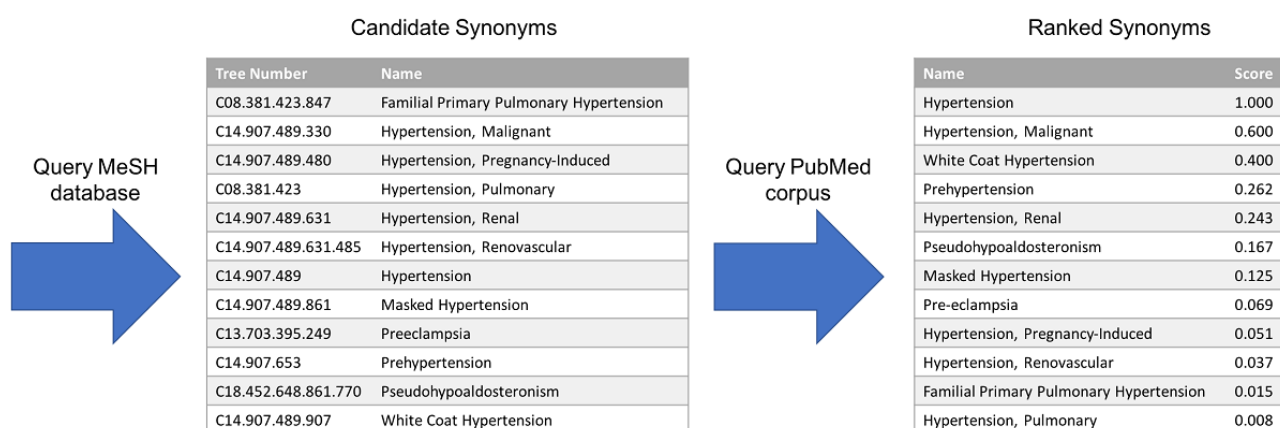 Candidate Synonyms
Ranked Synonyms
Query MeSH
database
Tree Number Name
C08.381.423.847 Familial Primary Pulmonary Hypertension
C14.907.489.330 Hypertension, Malignant
C14.907.489.480 Hypertension, Pregnancy-Induced
C08.381.423 Hypertension, Pulmonary
C14.907.489.631 Hypertension, Renal
C14.907.489.631.485 Hypertension, Renovascular
C14.907.489 Hypertension
C14.907.489.861 Masked Hypertension
C13.703.395.249 Preeclampsia
C14.907.653 Prehypertension
C18.452.648.861.770 Pseudohypoaldosteronism
C14.907.489.907 White Coat Hypertension
Query PubMed
corpus
Name Score
Hypertension 1.000
Hypertension, Malignant 0.600
White Coat Hypertension 0.400
Prehypertension 0.262
Hypertension, Renal 0.243
Pseudohypoaldosteronism 0.167
Masked Hypertension 0.125
Pre-eclampsia 0.069
Hypertension, Pregnancy-Induced 0.051
Hypertension, Renovascular 0.037
Familial Primary Pulmonary Hypertension 0.015
Hypertension, Pulmonary 0.008